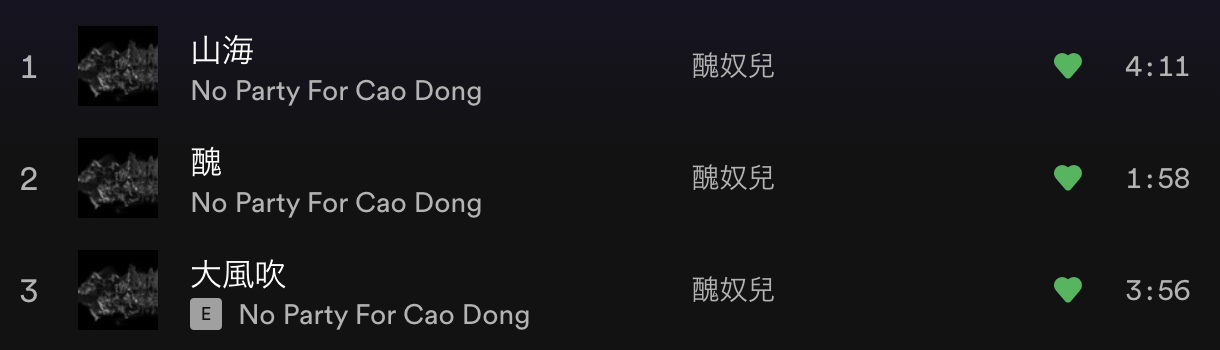 1
山海
No Party For Cao Dong
醜奴兒
4:11
2
醜
No Party For Cao Dong
醜奴兒
1:58
3
大風吹
E No Party For Cao Dong
醜奴兒
3:56